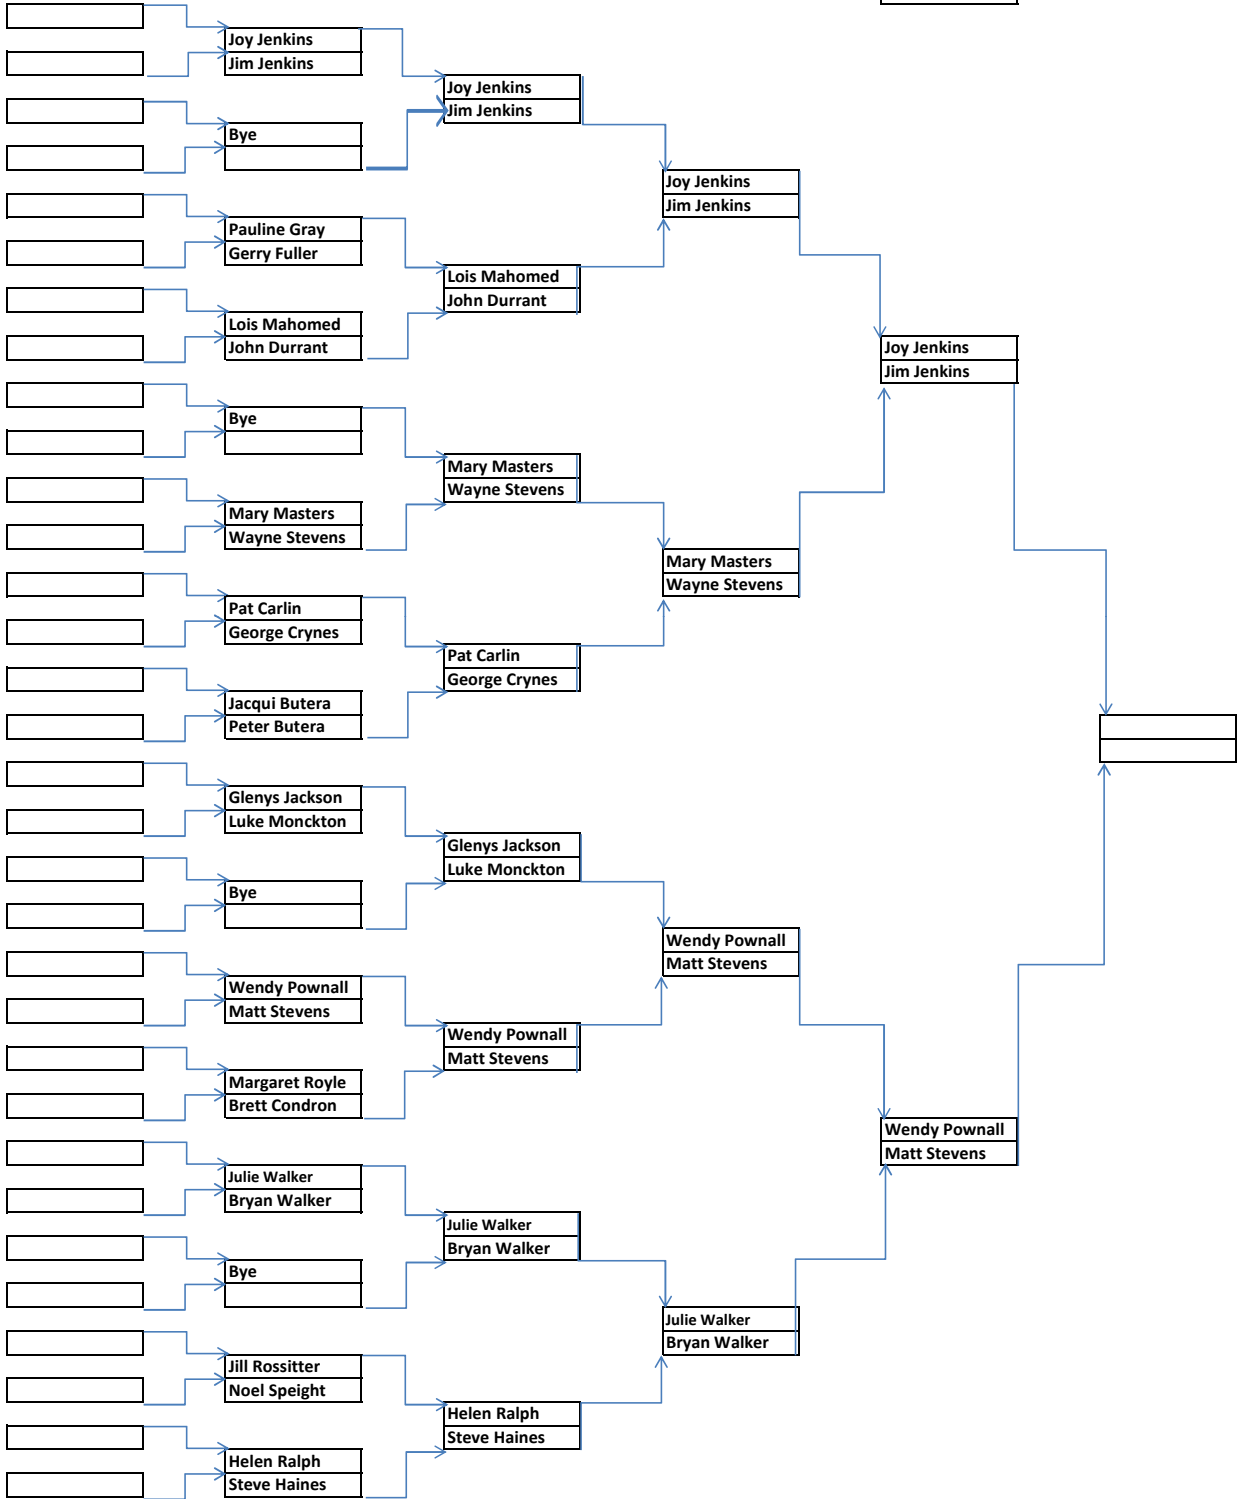 Joy Jenkins
Jim Jenkins
Joy Jenkins
Jim Jenkins
Bye
Joy Jenkins
Jim Jenkins
Pauline Gray
Gerry Fuller
Lois Mahomed
John Durrant
Lois Mahomed
John Durrant
Joy Jenkins
Jim Jenkins
Bye
Mary Masters
Wayne Stevens
Mary Masters
Wayne Stevens
Mary Masters
Wayne Stevens
Pat Carlin
George Crynes
Pat Carlin
George Crynes
Jacqui Butera
Peter Butera
Glenys Jackson
Luke Monckton
Glenys Jackson
Luke Monckton
Bye
Wendy Pownall
Matt Stevens
Wendy Pownall
Matt Stevens
Wendy Pownall
Matt Stevens
Margaret Royle
Brett Condron
Wendy Pownall
Matt Stevens
Julie Walker
Bryan Walker
Julie Walker
Bryan Walker
Bye
Julie Walker
Bryan Walker
Jill Rossitter
Noel Speight
Helen Ralph
Steve Haines
Helen Ralph
Steve Haines